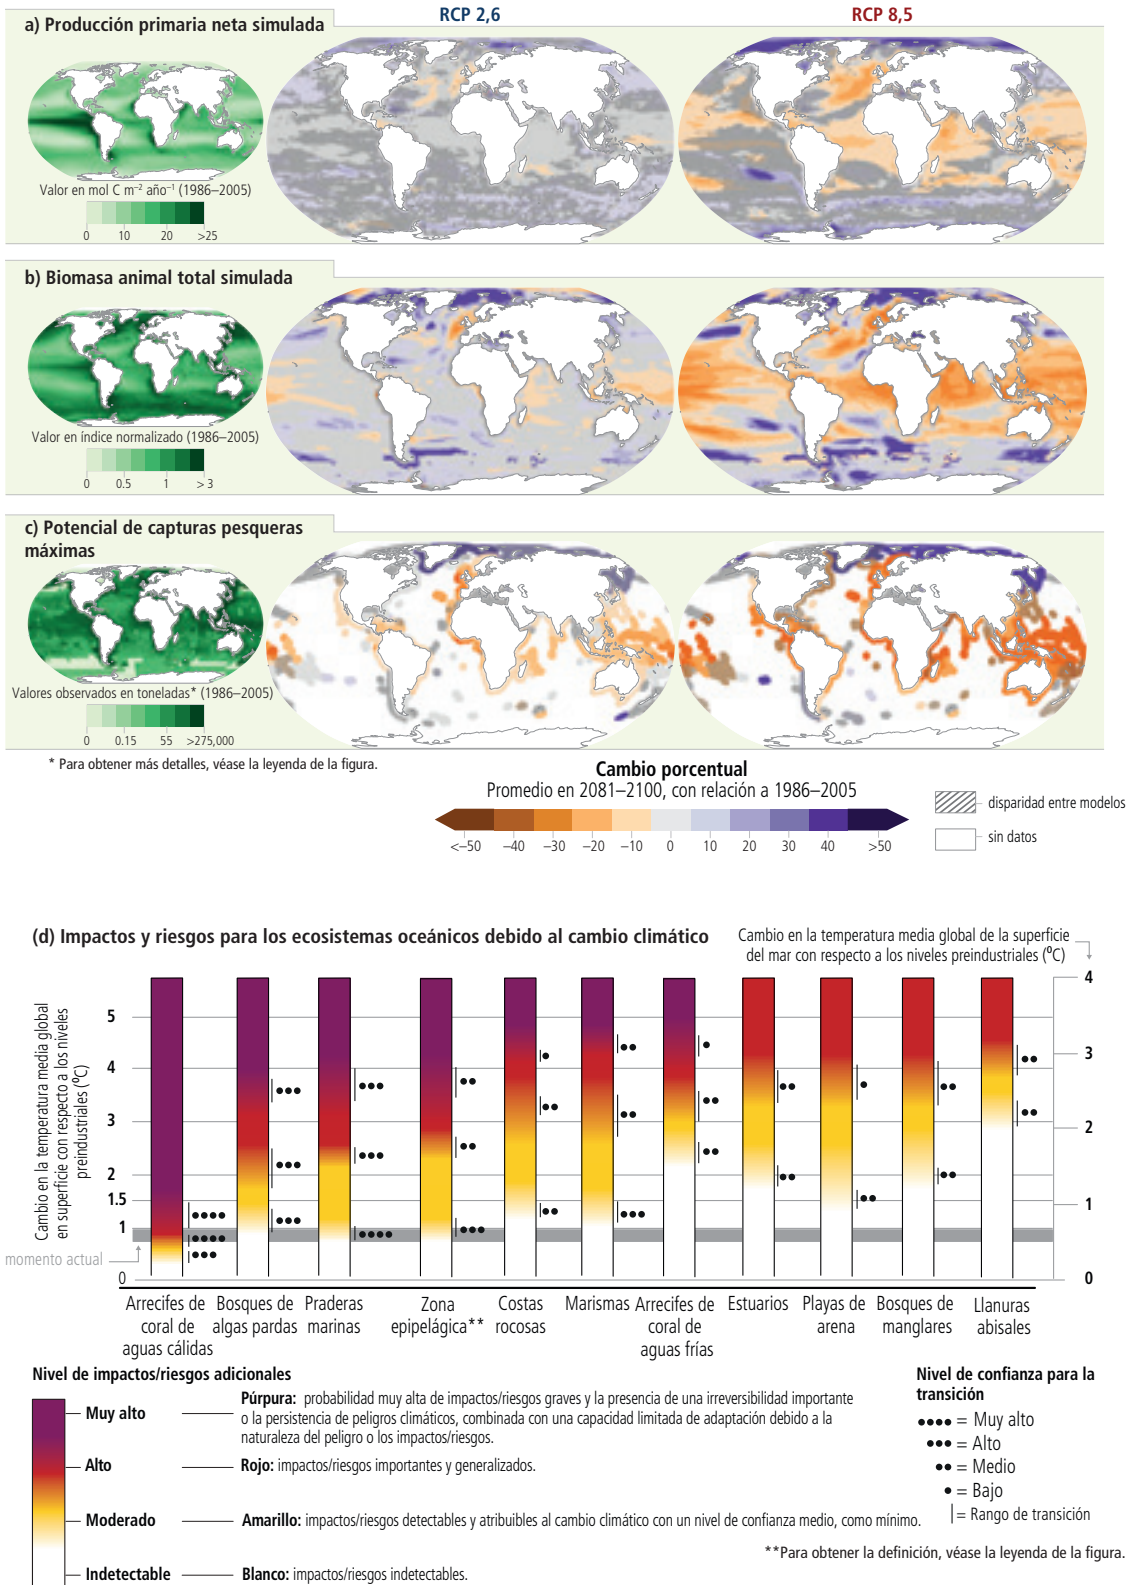 RCP 2,6
RCP 8,5
a) Producción primaria neta simulada
Valor en mol C m⁻² año⁻¹ (1986–2005)
0 10 20 >25
b) Biomasa animal total simulada
Valor en índice normalizado (1986–2005)
0 0.5 1 > 3
c) Potencial de capturas pesqueras
máximas
Valores observados en toneladas* (1986–2005)
0 0.15 55 >275,000
* Para obtener más detalles, véase la leyenda de la figura.
Cambio porcentual
Promedio en 2081–2100, con relación a 1986–2005
<–50 –40 –30 –20 –10 0 10 20 30 40 >50
disparidad entre modelos
sin datos
(d) Impactos y riesgos para los ecosistemas oceánicos debido al cambio climático
Cambio en la temperatura media global de la superficie
del mar con respecto a los niveles preindustriales (ºC)
Cambio en la temperatura media global
en superficie con respecto a los niveles
preindustriales (ºC)
5
4
3
2
1.5
1
0
momento actual
4
3
2
1
0
Arrecifes de
coral de
aguas cálidas
Bosques de
algas pardas
Praderas
marinas
Zona
epipelágica**
Costas
rocosas
Marismas
Arrecifes de
coral de
aguas frías
Estuarios
Playas de
arena
Bosques de
manglares
Llanuras
abisales
Nivel de impactos/riesgos adicionales
Muy alto
Púrpura: probabilidad muy alta de impactos/riesgos graves y la presencia de una irreversibilidad importante
o la persistencia de peligros climáticos, combinada con una capacidad limitada de adaptación debido a la
naturaleza del peligro o los impactos/riesgos.
Alto
Rojo: impactos/riesgos importantes y generalizados.
Moderado
Amarillo: impactos/riesgos detectables y atribuibles al cambio climático con un nivel de confianza medio, como mínimo.
Indetectable
Blanco: impactos/riesgos indetectables.
Nivel de confianza para la
transición
•••• = Muy alto
••• = Alto
•• = Medio
• = Bajo
| = Rango de transición
**Para obtener la definición, véase la leyenda de la figura.